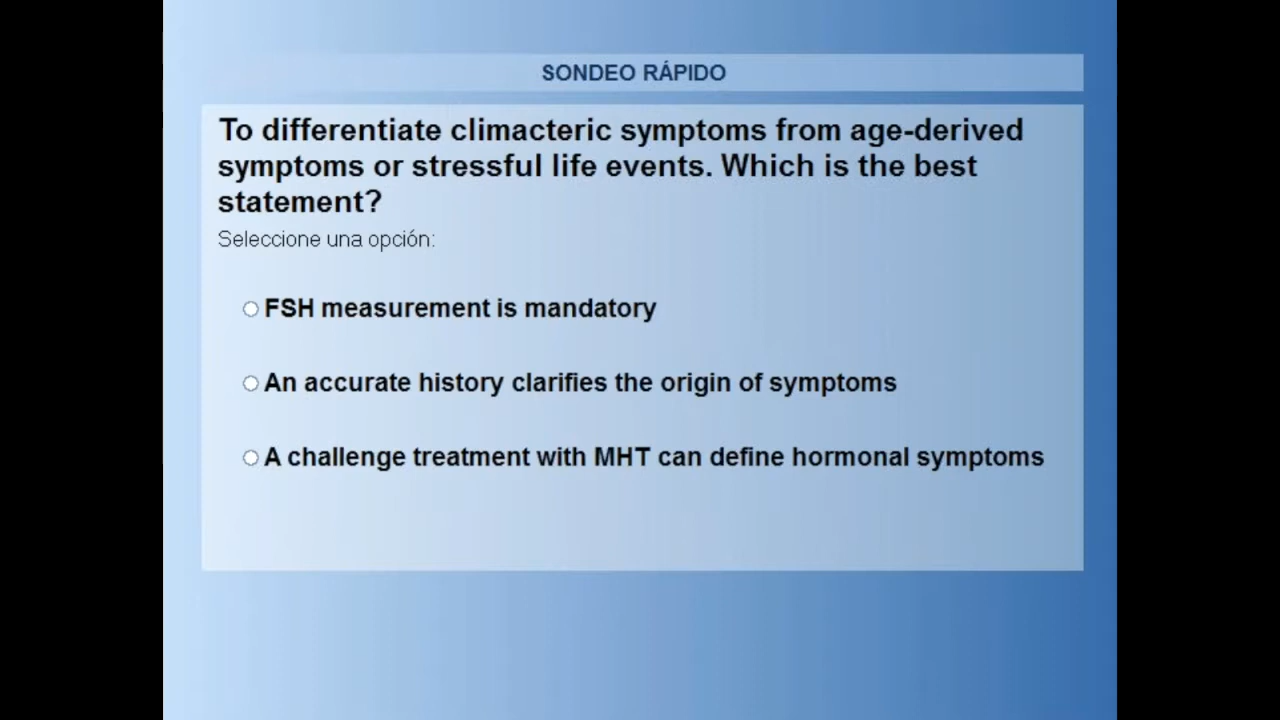 SONDEO RÁPIDO
To differentiate climacteric symptoms from age-derived
symptoms or stressful life events. Which is the best
statement?
Seleccione una opción:
FSH measurement is mandatory
An accurate history clarifies the origin of symptoms
A challenge treatment with MHT can define hormonal symptoms